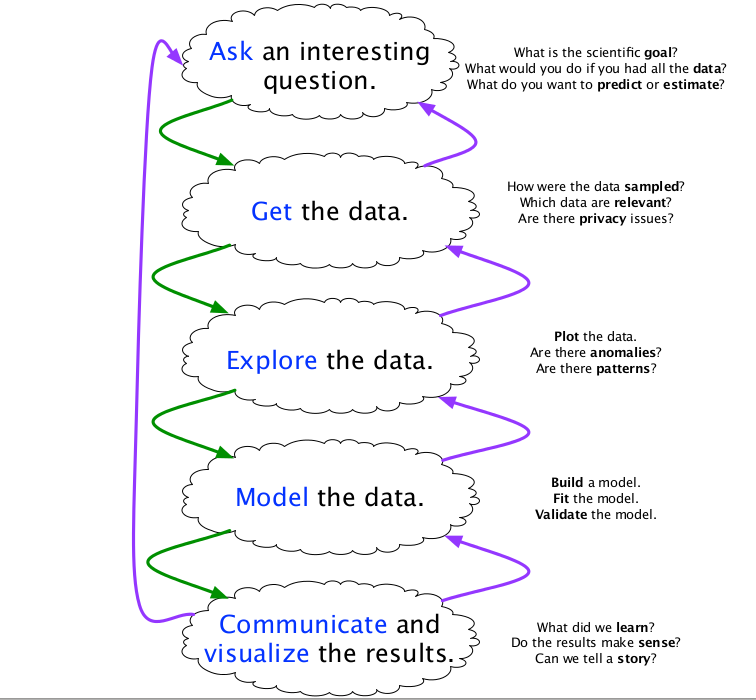 Ask an interesting
question.
What is the scientific goal?
What would you do if you had all the data?
What do you want to predict or estimate?
Get the data.
How were the data sampled?
Which data are relevant?
Are there privacy issues?
Explore the data.
Plot the data.
Are there anomalies?
Are there patterns?
Model the data.
Build a model.
Fit the model.
Validate the model.
Communicate and
visualize the results.
What did we learn?
Do the results make sense?
Can we tell a story?